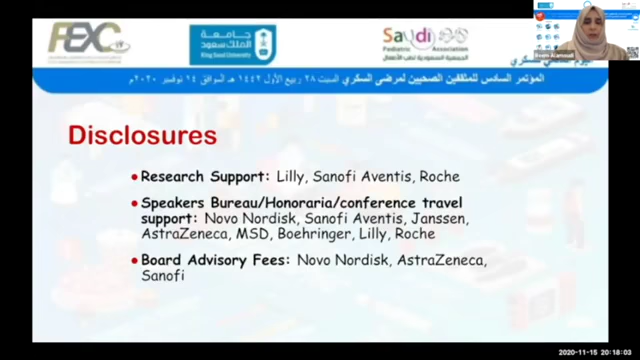 FEXC
جامعة
الملك سعود
King Saud University
Saudi
Pediatric Association
الجمعية السعودية لطب الأطفال
المؤتمر السادس للمثقفين الصحيين لمرضى السكري السبت ٢٨ ربيع الأول ١٤٤٢ هـ الموافق ١٤ نوفمبر ٢٠٢٠م
Disclosures
• Research Support: Lilly, Sanofi Aventis, Roche
• Speakers Bureau/Honoraria/conference travel
support: Novo Nordisk, Sanofi Aventis, Janssen,
AstraZeneca, MSD, Boehringer, Lilly, Roche
• Board Advisory Fees: Novo Nordisk, AstraZeneca,
Sanofi
2020-11-15 20:18:03